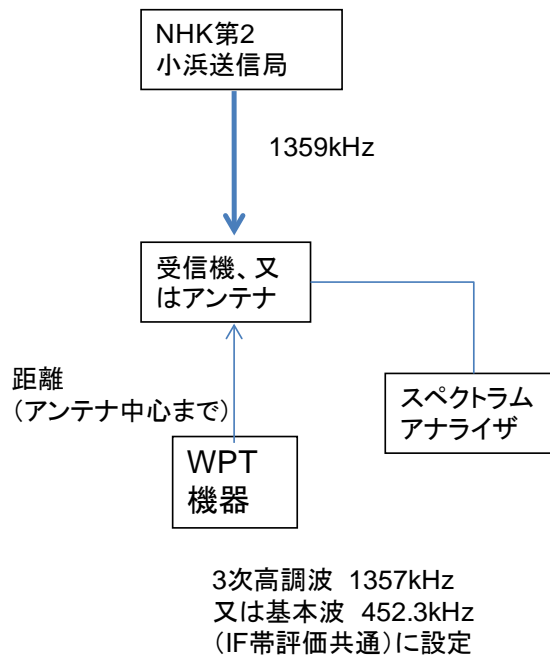 NHK第2
小浜送信局
1359kHz
受信機、又
はアンテナ
距離
（アンテナ中心まで）
スペクトラム
アナライザ
WPT
機器
3次高調波 1357kHz
又は基本波 452.3kHz
（IF帯評価共通）に設定